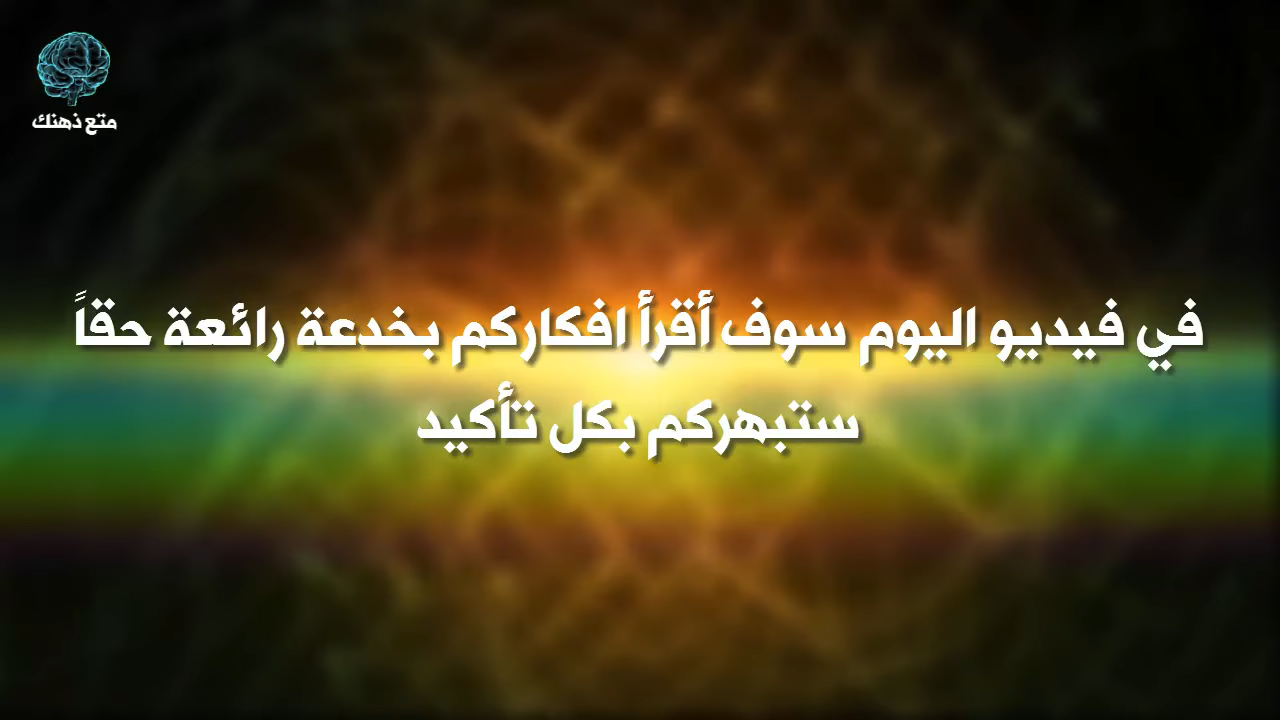 متع ذهنك
في فيديو اليوم سوف أقرأ افكاركم بخدعة رائعة حقاً
ستبهركم بكل تأكيد